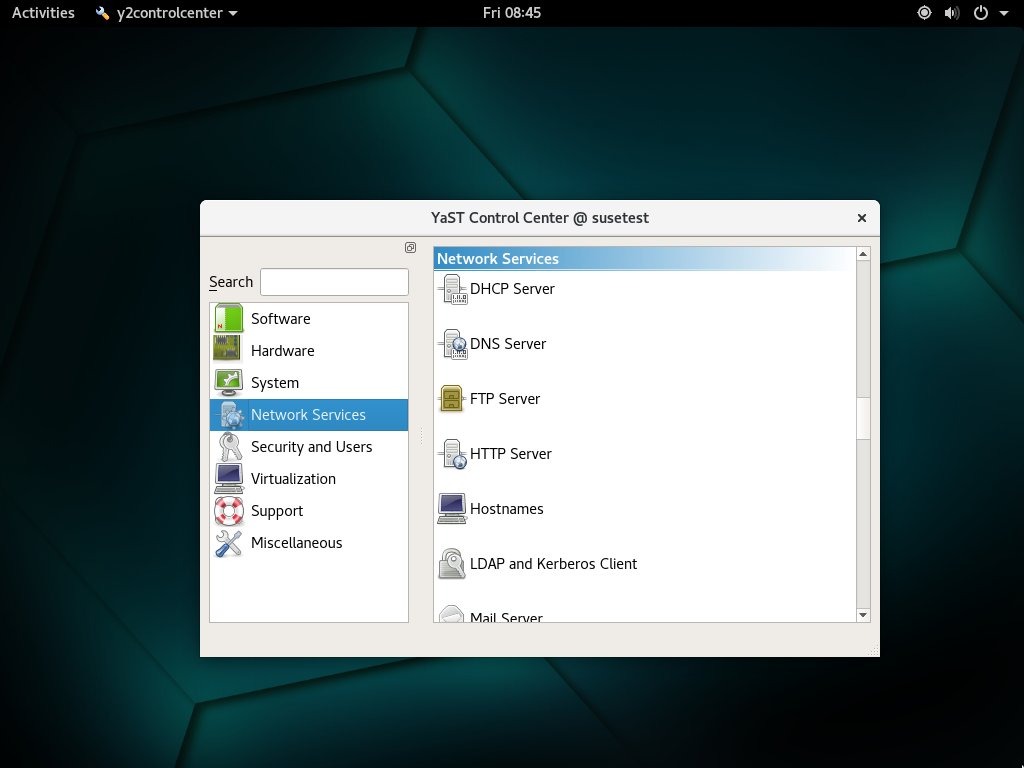 Activities
y2controlcenter
Fri 08:45
YaST Control Center @ susetest
Search
Software
Hardware
System
Network Services
Security and Users
Virtualization
Support
Miscellaneous
Network Services
DHCP Server
DNS Server
FTP Server
HTTP Server
Hostnames
LDAP and Kerberos Client
Mail Server